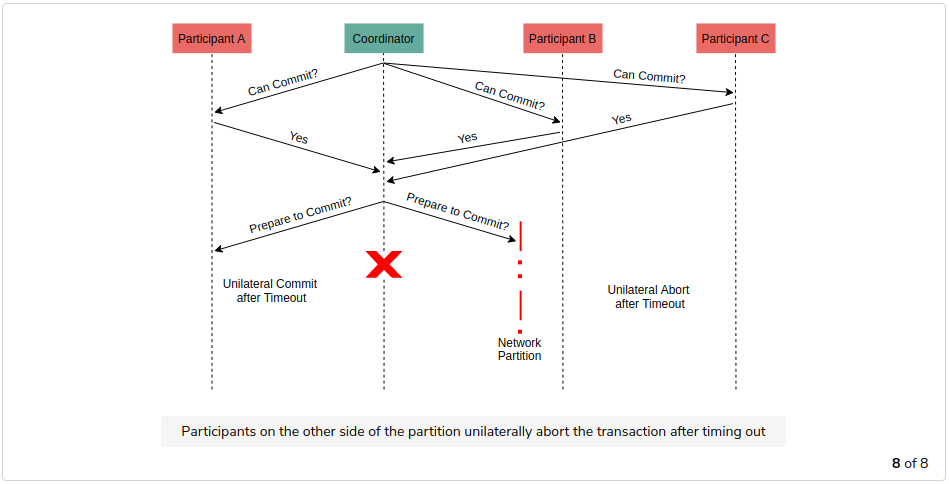 Participant A
Coordinator
Participant B
Participant C
Can Commit?
Can Commit?
Can Commit?
Yes
Yes
Yes
Prepare to Commit?
Prepare to Commit?
Unilateral Commit
after Timeout
Unilateral Abort
after Timeout
Network
Partition
Participants on the other side of the partition unilaterally abort the transaction after timing out
8 of 8